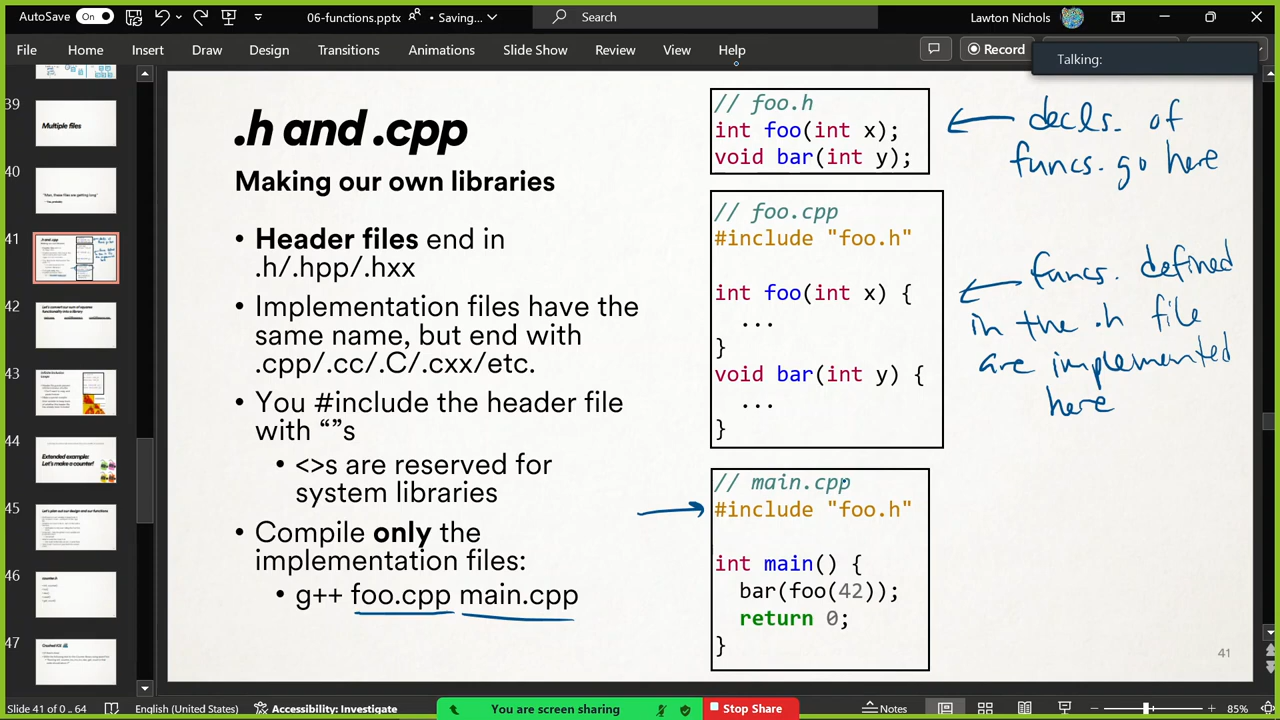 AutoSave On 06-functions.pptx • Saving... Search Lawton Nichols
File Home Insert Draw Design Transitions Animations Slide Show Review View Help Record
Talking:
39
Multiple files
40
41
42
43
44
45
46
47
.h and .cpp
Making our own libraries
• Header files end in
.h/.hpp/.hxx
• Implementation files have the
same name, but end with
.cpp/.cc/.C/.cxx/etc.
• You #include the header file
with “”s
• <>s are reserved for
system libraries
• Compile only the
implementation files:
• g++ foo.cpp main.cpp
// foo.h
int foo(int x);
void bar(int y);
decls. of
funcs. go here
// foo.cpp
#include "foo.h"
int foo(int x) {
...
}
void bar(int y) {
...
}
funcs. defined
in the .h file
are implemented
here
// main.cpp
#include "foo.h"
int main() {
bar(foo(42));
return 0;
}
41
Slide 41 of 0..64 English (United States) Accessibility: Investigate You are screen sharing Stop Share Notes 85%